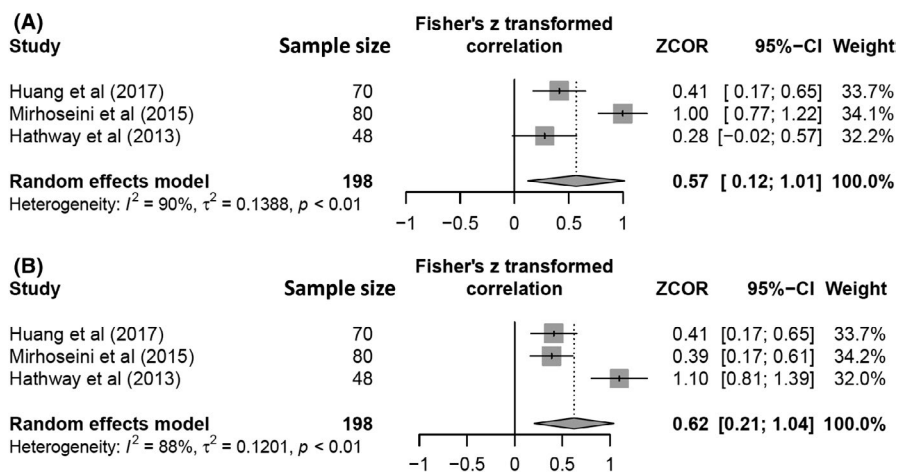 (A)
Study Sample size Fisher's z transformed correlation ZCOR 95%−CI Weight
Huang et al (2017) 70 0.41 [ 0.17; 0.65] 33.7%
Mirhoseini et al (2015) 80 1.00 [ 0.77; 1.22] 34.1%
Hathway et al (2013) 48 0.28 [−0.02; 0.57] 32.2%
Random effects model 198 0.57 [ 0.12; 1.01] 100.0%
Heterogeneity: I² = 90%, τ² = 0.1388, p < 0.01
−1 −0.5 0 0.5 1
(B)
Study Sample size Fisher's z transformed correlation ZCOR 95%−CI Weight
Huang et al (2017) 70 0.41 [0.17; 0.65] 33.7%
Mirhoseini et al (2015) 80 0.39 [0.17; 0.61] 34.2%
Hathway et al (2013) 48 1.10 [0.81; 1.39] 32.0%
Random effects model 198 0.62 [0.21; 1.04] 100.0%
Heterogeneity: I² = 88%, τ² = 0.1201, p < 0.01
−1 −0.5 0 0.5 1